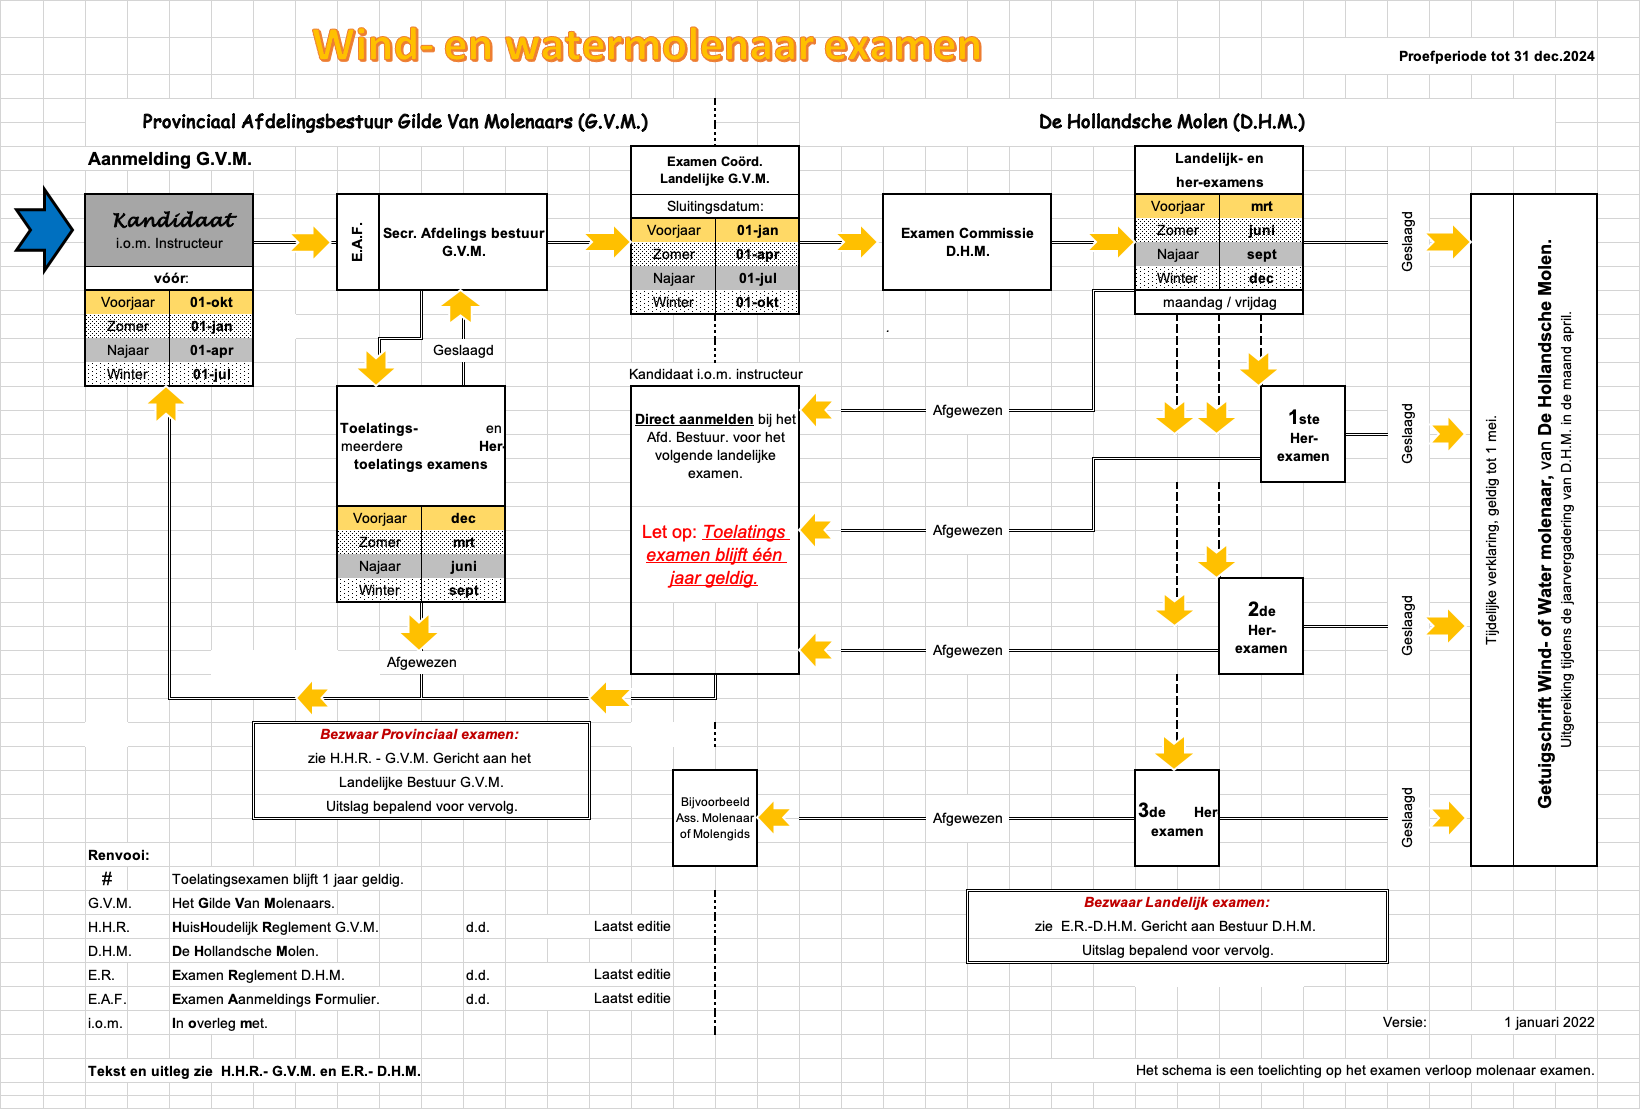 Wind- en watermolenaar examen
Proefperiode tot 31 dec.2024
Provinciaal Afdelingsbestuur Gilde Van Molenaars (G.V.M.)
De Hollandsche Molen (D.H.M.)
Aanmelding G.V.M.
Kandidaat
i.o.m. Instructeur
vóór:
Voorjaar 01-okt
Zomer 01-jan
Najaar 01-apr
Winter 01-jul
E.A.F.
Secr. Afdelings bestuur
G.V.M.
Geslaagd
Toelatings- en
meerdere Her-
toelatings examens
Voorjaar dec
Zomer mrt
Najaar juni
Winter sept
Afgewezen
Examen Coörd.
Landelijke G.V.M.
Sluitingsdatum:
Voorjaar 01-jan
Zomer 01-apr
Najaar 01-jul
Winter 01-okt
Kandidaat i.o.m. instructeur
Direct aanmelden bij het
Afd. Bestuur. voor het
volgende landelijke
examen.
Let op: Toelatings
examen blijft één
jaar geldig.
Examen Commissie
D.H.M.
Landelijk- en
her-examens
Voorjaar mrt
Zomer juni
Najaar sept
Winter dec
maandag / vrijdag
Geslaagd
Afgewezen
1ste
Her-
examen
Geslaagd
Afgewezen
2de
Her-
examen
Geslaagd
Afgewezen
3de Her
examen
Geslaagd
Afgewezen
Bijvoorbeeld
Ass. Molenaar
of Molengids
Tijdelijke verklaring, geldig tot 1 mei.
Getuigschrift Wind- of Water molenaar, van De Hollandsche Molen.
Uitgereiking tijdens de jaarvergadering van D.H.M. in de maand april.
Bezwaar Provinciaal examen:
zie H.H.R. - G.V.M. Gericht aan het
Landelijke Bestuur G.V.M.
Uitslag bepalend voor vervolg.
Bezwaar Landelijk examen:
zie E.R.-D.H.M. Gericht aan Bestuur D.H.M.
Uitslag bepalend voor vervolg.
Renvooi:
# Toelatingsexamen blijft 1 jaar geldig.
G.V.M. Het Gilde Van Molenaars.
H.H.R. HuisHoudelijk Reglement G.V.M. d.d. Laatst editie
D.H.M. De Hollandsche Molen.
E.R. Examen Reglement D.H.M. d.d. Laatst editie
E.A.F. Examen Aanmeldings Formulier. d.d. Laatst editie
i.o.m. In overleg met.
Versie: 1 januari 2022
Tekst en uitleg zie H.H.R.- G.V.M. en E.R.- D.H.M.
Het schema is een toelichting op het examen verloop molenaar examen.